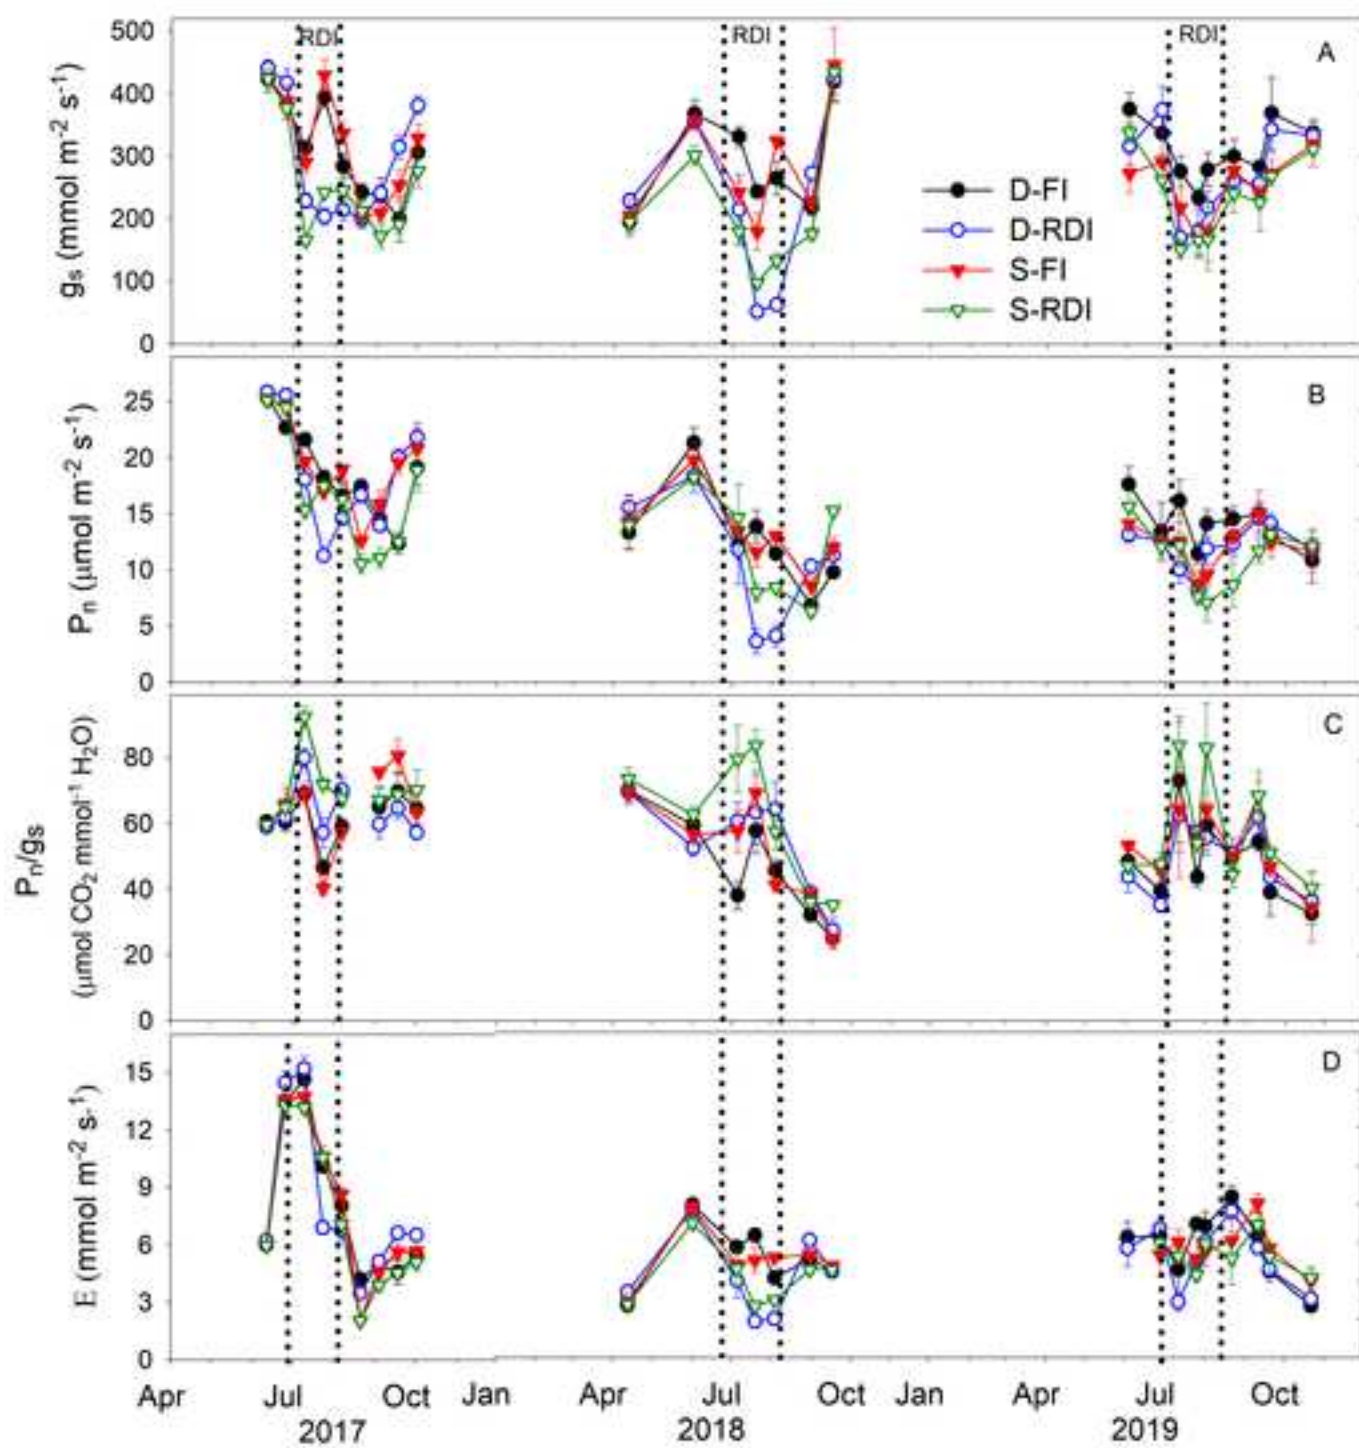 RDI RDI RDI
A
500
400
300
200
100
0
gs (mmol m-2 s-1)
D-FI
D-RDI
S-FI
S-RDI
B
25
20
15
10
5
0
Pn (μmol m-2 s-1)
C
80
60
40
20
0
Pn/gs
(μmol CO2 mmol-1 H2O)
D
15
12
9
6
3
0
E (mmol m-2 s-1)
Apr Jul Oct Jan Apr Jul Oct Jan Apr Jul Oct
2017 2018 2019